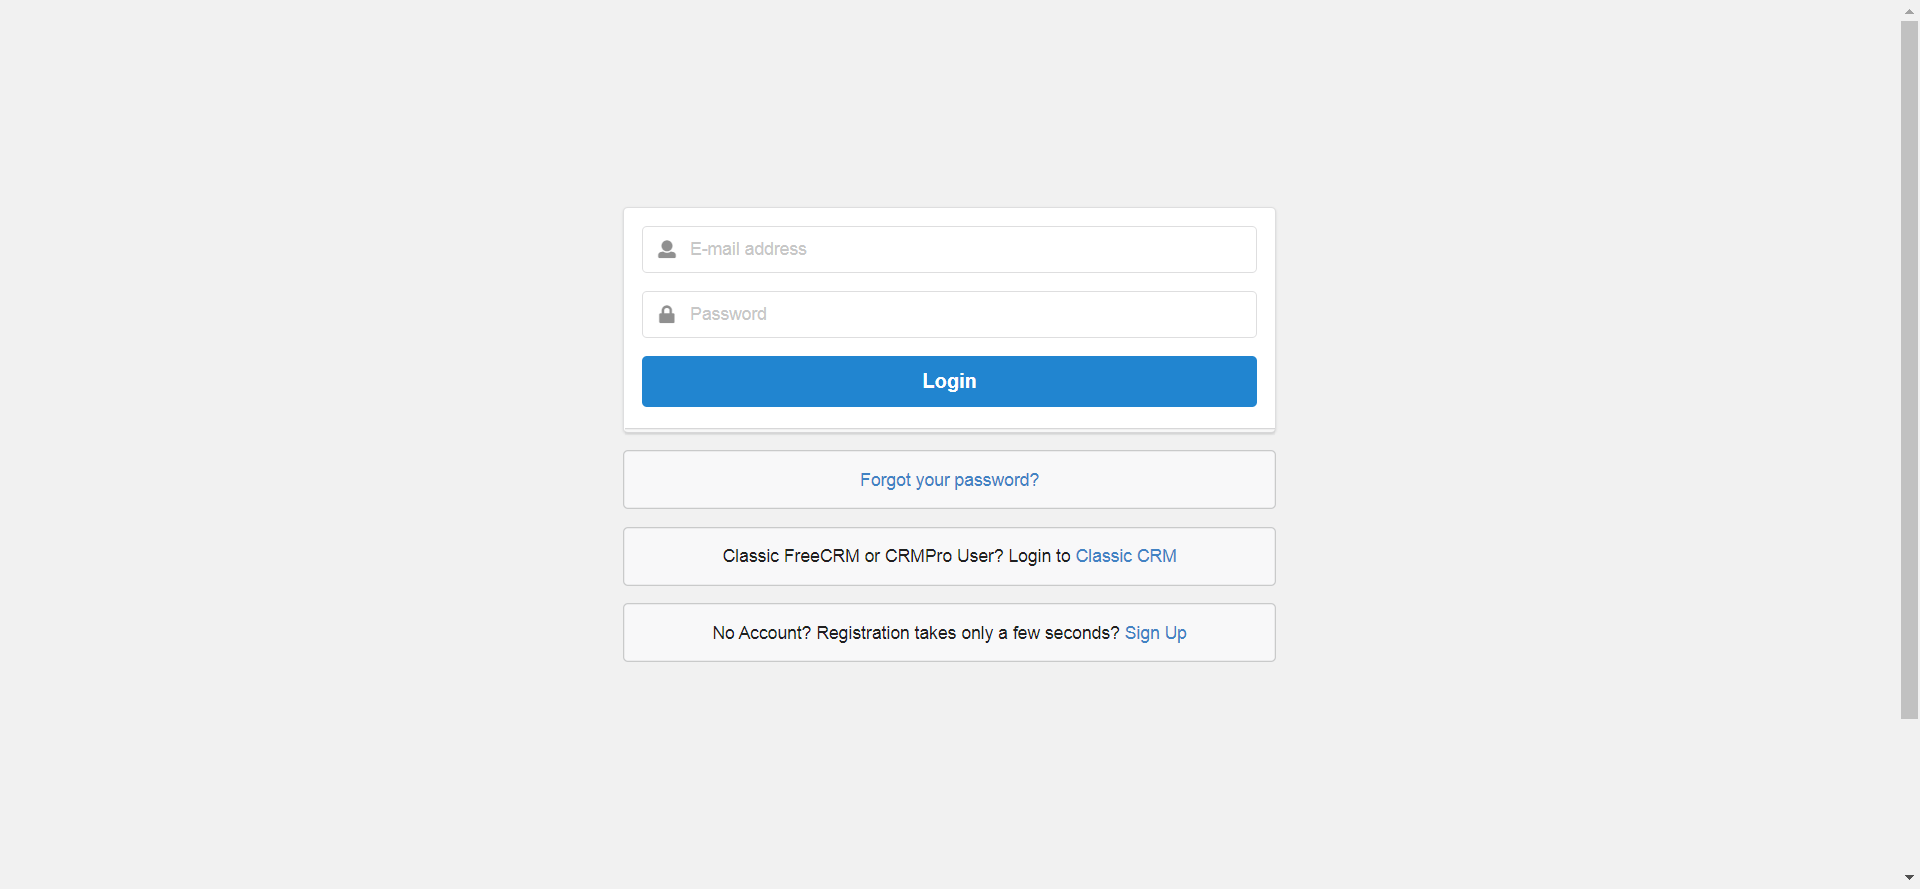 E-mail address
Password
Login
Forgot your password?
Classic FreeCRM or CRMPro User? Login to Classic CRM
No Account? Registration takes only a few seconds? Sign Up